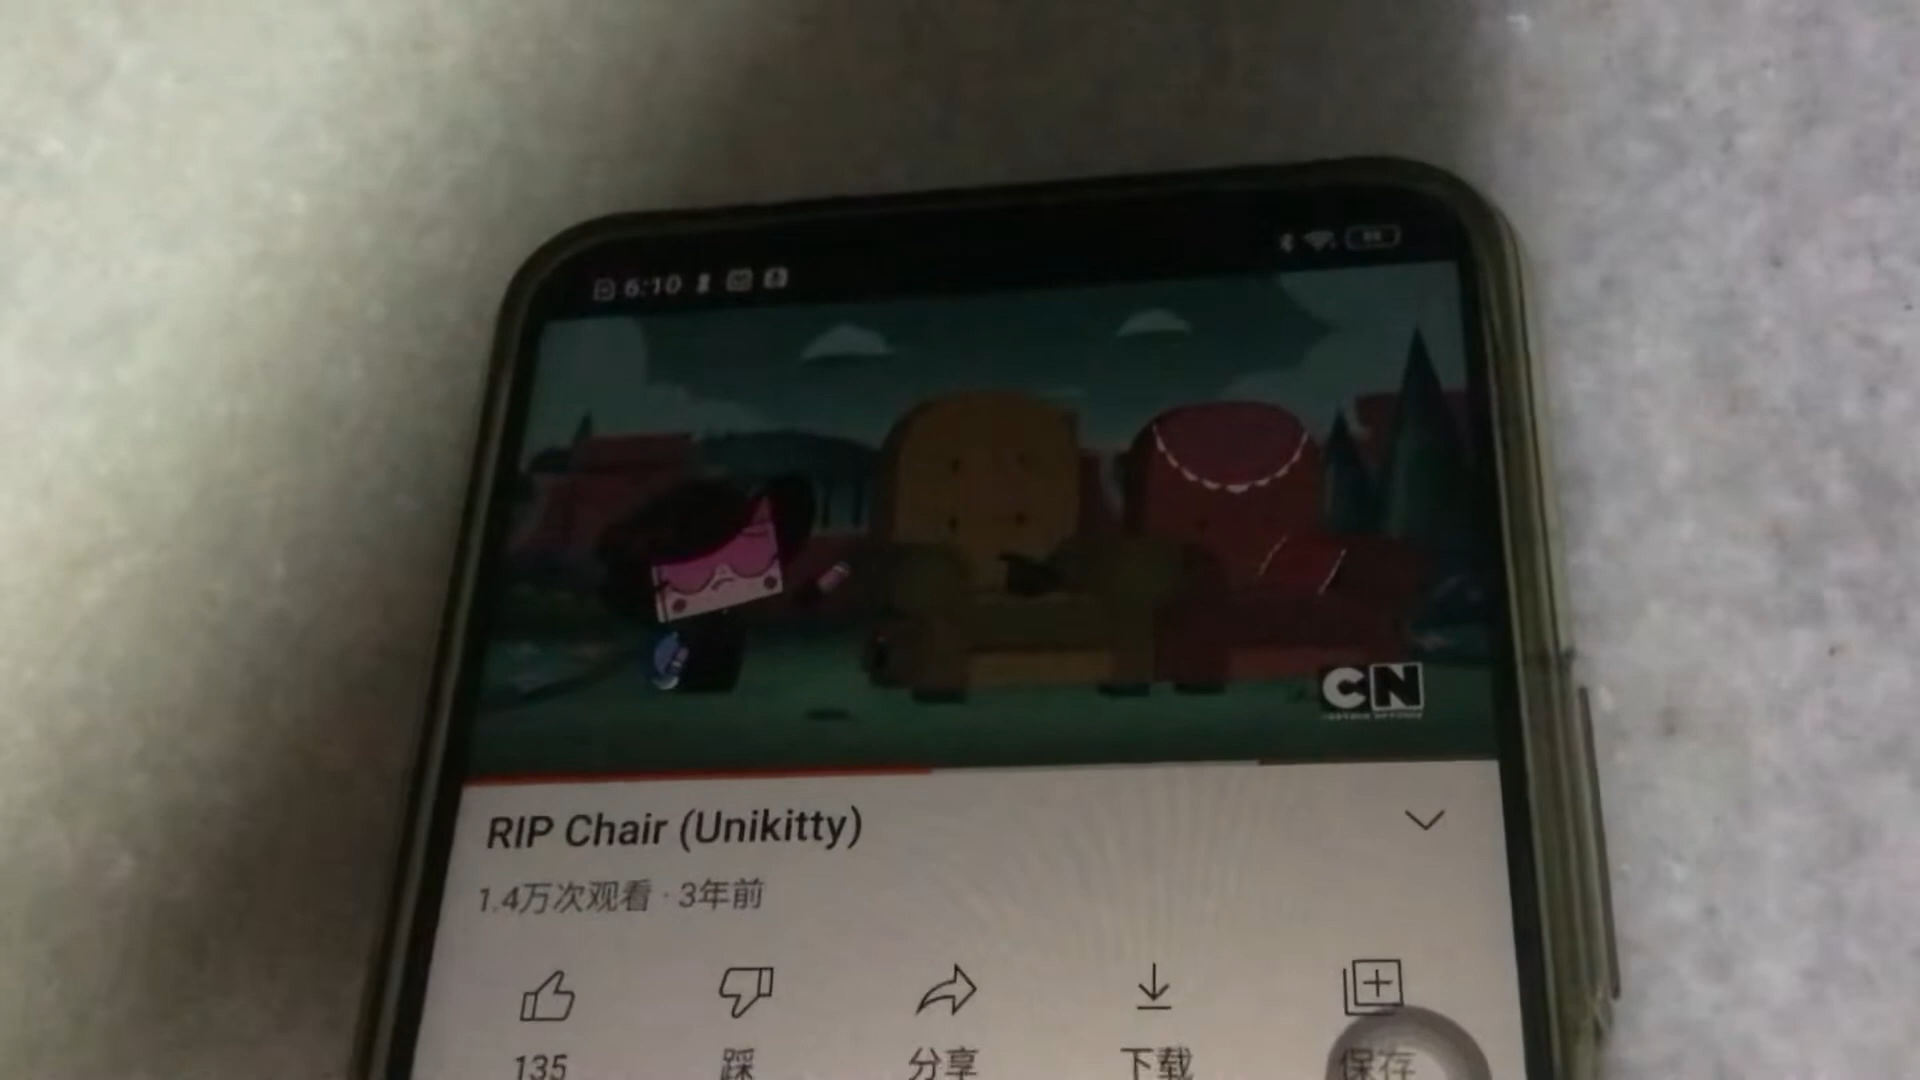 6:10
CN
RIP Chair (Unikitty)
1.4万次观看 · 3年前
135 踩 分享 下载 保存